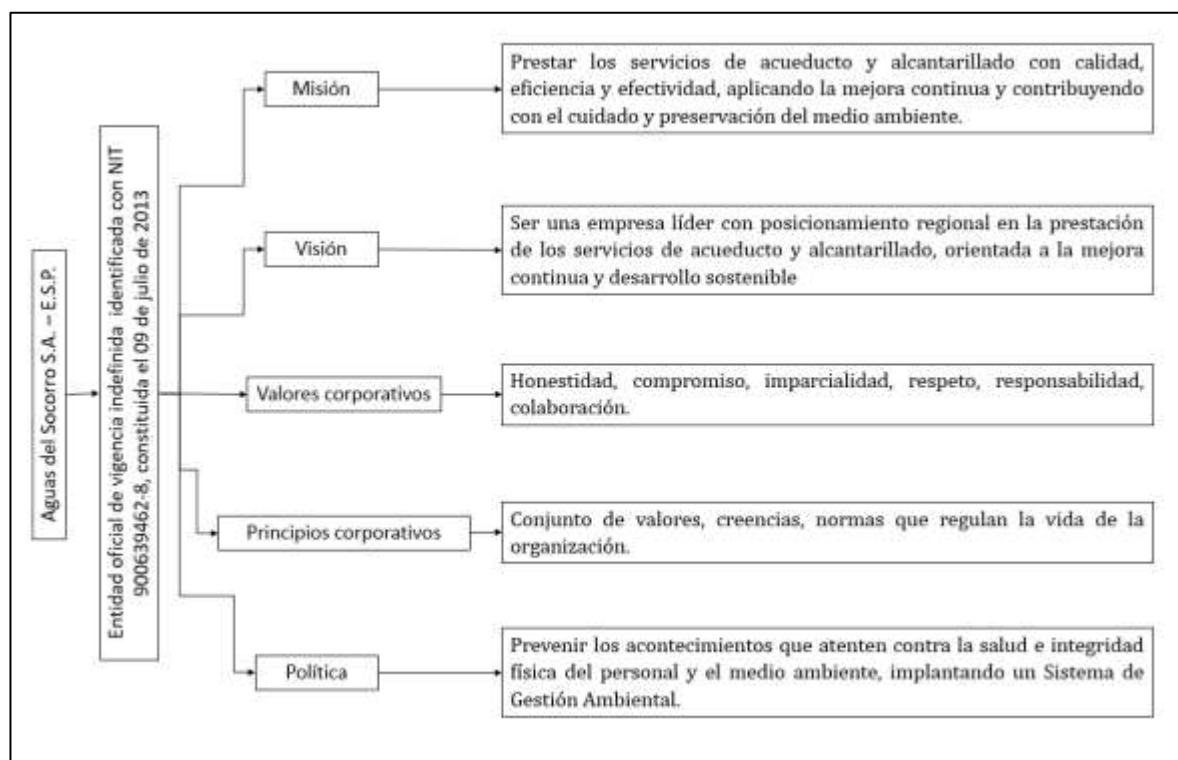 Aguas del Socorro S.A. – E.S.P.
Entidad oficial de vigencia indefinida identificada con NIT
900639462-8, constituida el 09 de julio de 2013
Misión
Prestar los servicios de acueducto y alcantarillado con calidad,
eficiencia y efectividad, aplicando la mejora continua y contribuyendo
con el cuidado y preservación del medio ambiente.
Visión
Ser una empresa líder con posicionamiento regional en la prestación
de los servicios de acueducto y alcantarillado, orientada a la mejora
continua y desarrollo sostenible
Valores corporativos
Honestidad, compromiso, imparcialidad, respeto, responsabilidad,
colaboración.
Principios corporativos
Conjunto de valores, creencias, normas que regulan la vida de la
organización.
Política
Prevenir los acontecimientos que atenten contra la salud e integridad
física del personal y el medio ambiente, implantando un Sistema de
Gestión Ambiental.